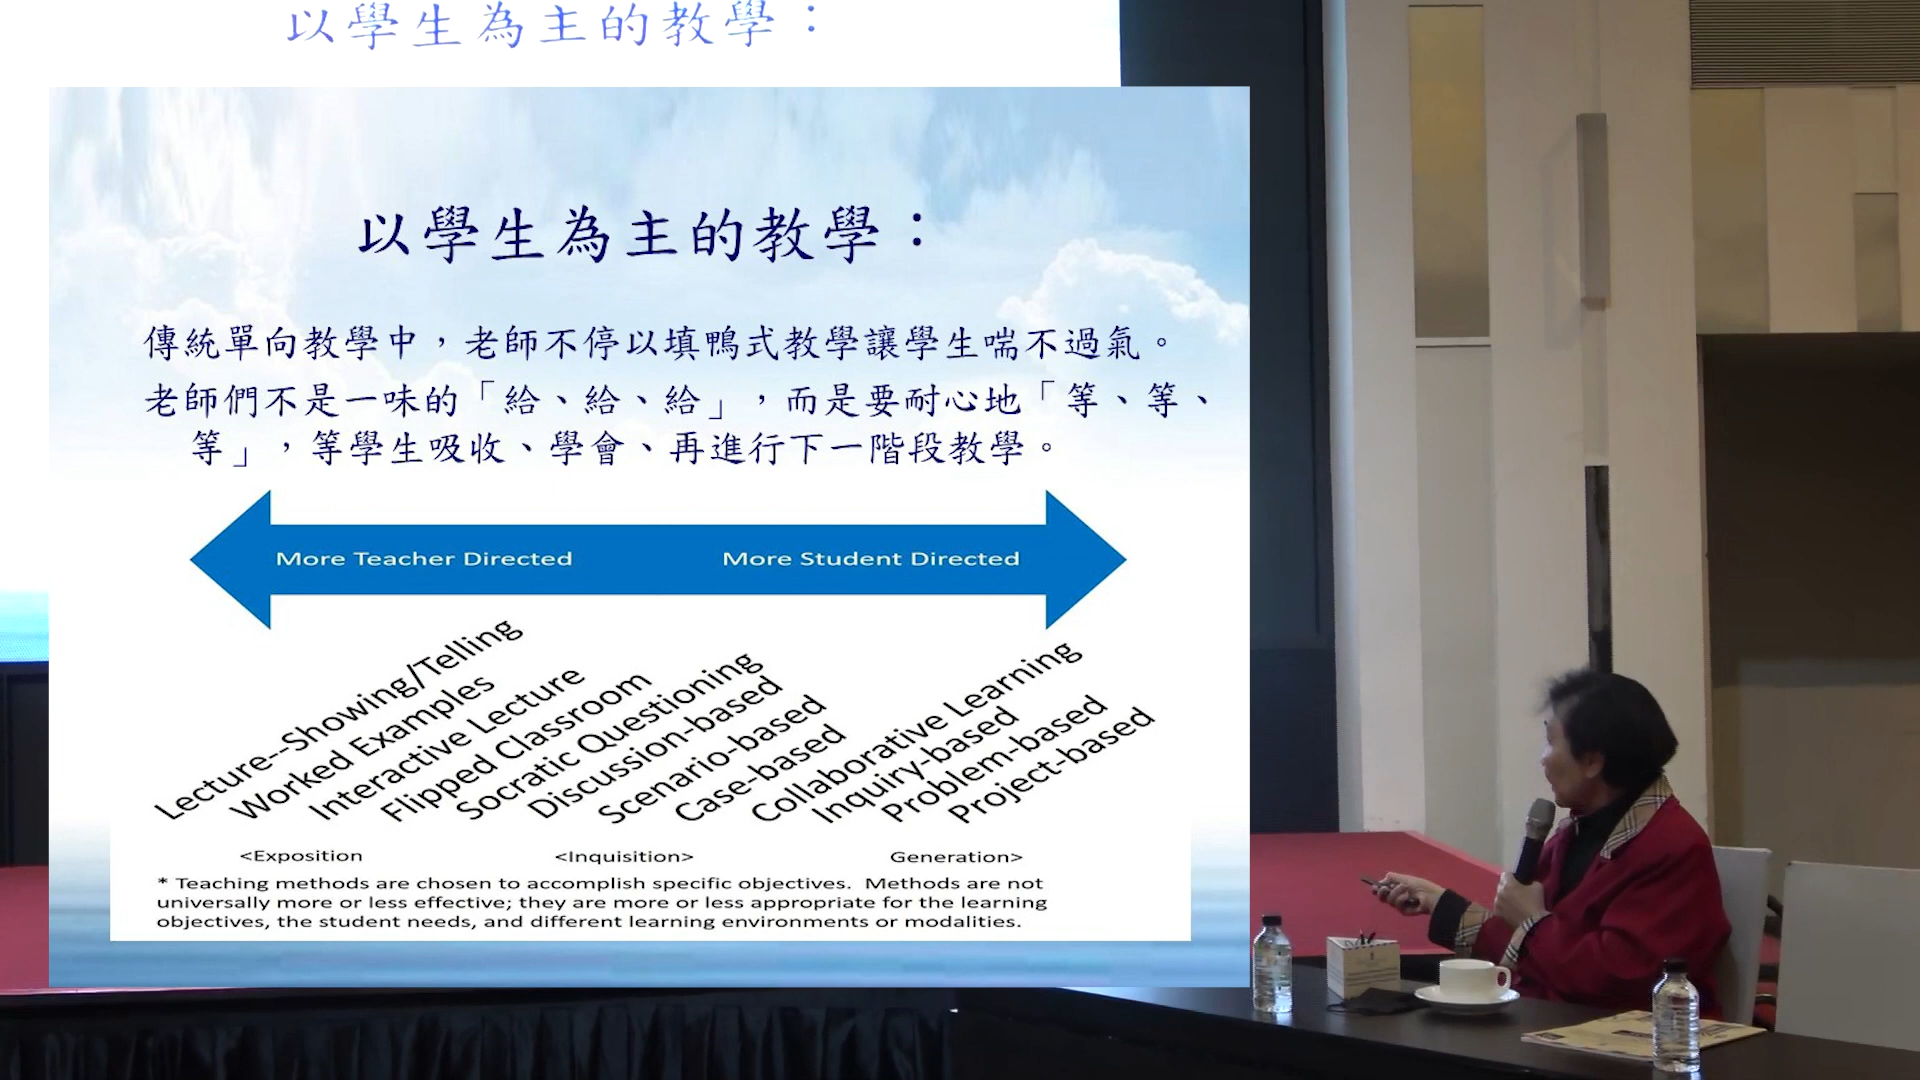 以學生為主的教學：
以學生為主的教學：
傳統單向教學中，老師不停以填鴨式教學讓學生喘不過氣。
老師們不是一味的「給、給、給」，而是要耐心地「等、等、
等」，等學生吸收、學會、再進行下一階段教學。
More Teacher Directed More Student Directed
Lecture--Showing/Telling
Worked Examples
Interactive Lecture
Flipped Classroom
Socratic Questioning
Discussion-based
Scenario-based
Case-based
Collaborative Learning
Inquiry-based
Problem-based
Project-based
<Exposition <Inquisition> Generation>
* Teaching methods are chosen to accomplish specific objectives. Methods are not
universally more or less effective; they are more or less appropriate for the learning
objectives, the student needs, and different learning environments or modalities.